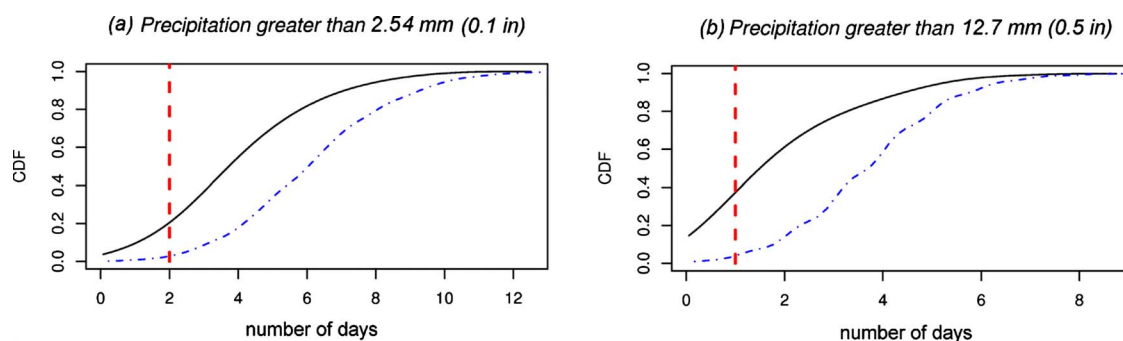 (a) Precipitation greater than 2.54 mm (0.1 in)
CDF
1.0
0.8
0.6
0.4
0.2
0.0
0 2 4 6 8 10 12
number of days
(b) Precipitation greater than 12.7 mm (0.5 in)
CDF
1.0
0.8
0.6
0.4
0.2
0.0
0 2 4 6 8
number of days